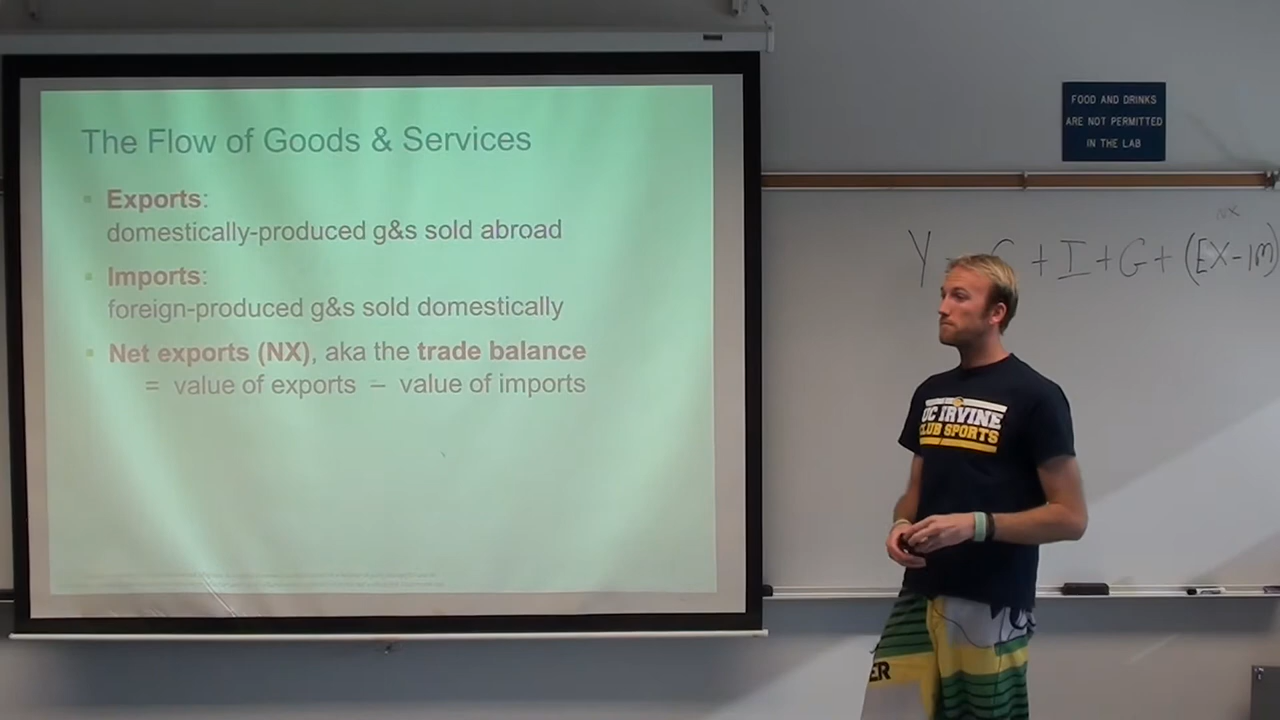 The Flow of Goods & Services
Exports:
domestically-produced g&s sold abroad
Imports:
foreign-produced g&s sold domestically
Net exports (NX), aka the trade balance
= value of exports – value of imports
FOOD AND DRINKS
ARE NOT PERMITTED
IN THE LAB
NX
Y = C + I + G + (EX-IM)
UC IRVINE
CLUB SPORTS
ER